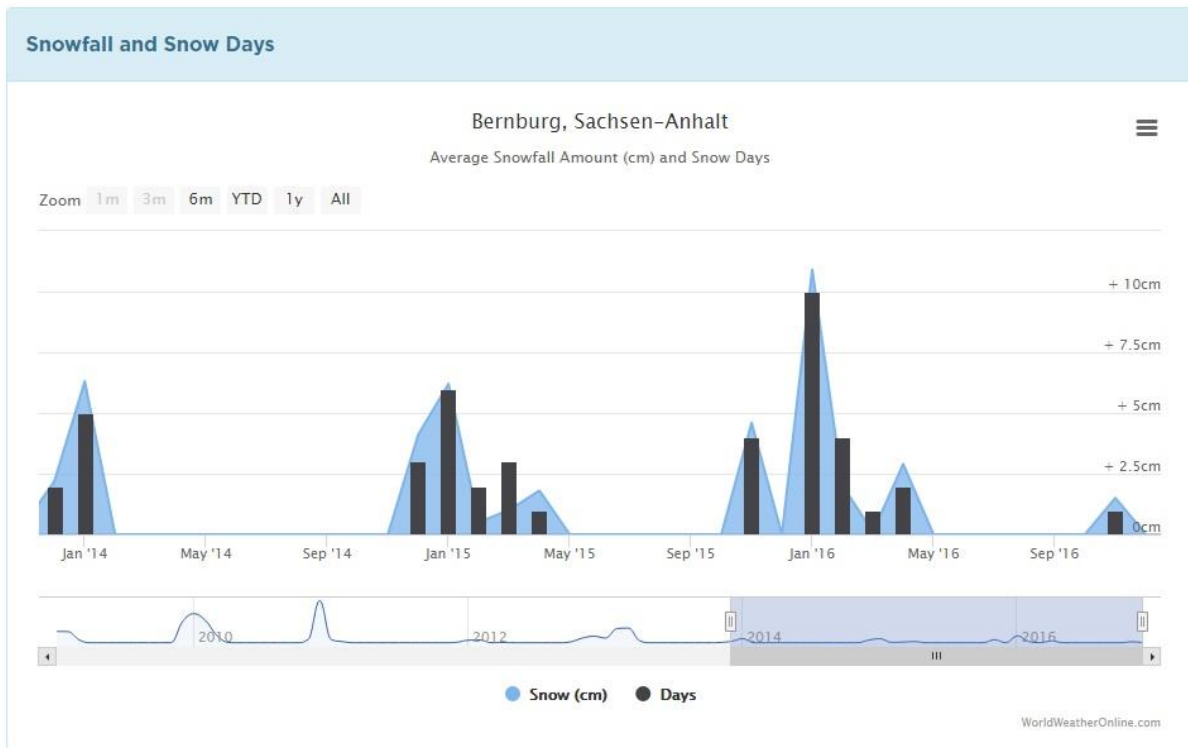 Snowfall and Snow Days
Bernburg, Sachsen-Anhalt
Average Snowfall Amount (cm) and Snow Days
Zoom 1m 3m 6m YTD 1y All
+ 10cm
+ 7.5cm
+ 5cm
+ 2.5cm
0cm
Jan '14 May '14 Sep '14 Jan '15 May '15 Sep '15 Jan '16 May '16 Sep '16
2010 2012 2014 2016
Snow (cm) Days
WorldWeatherOnline.com